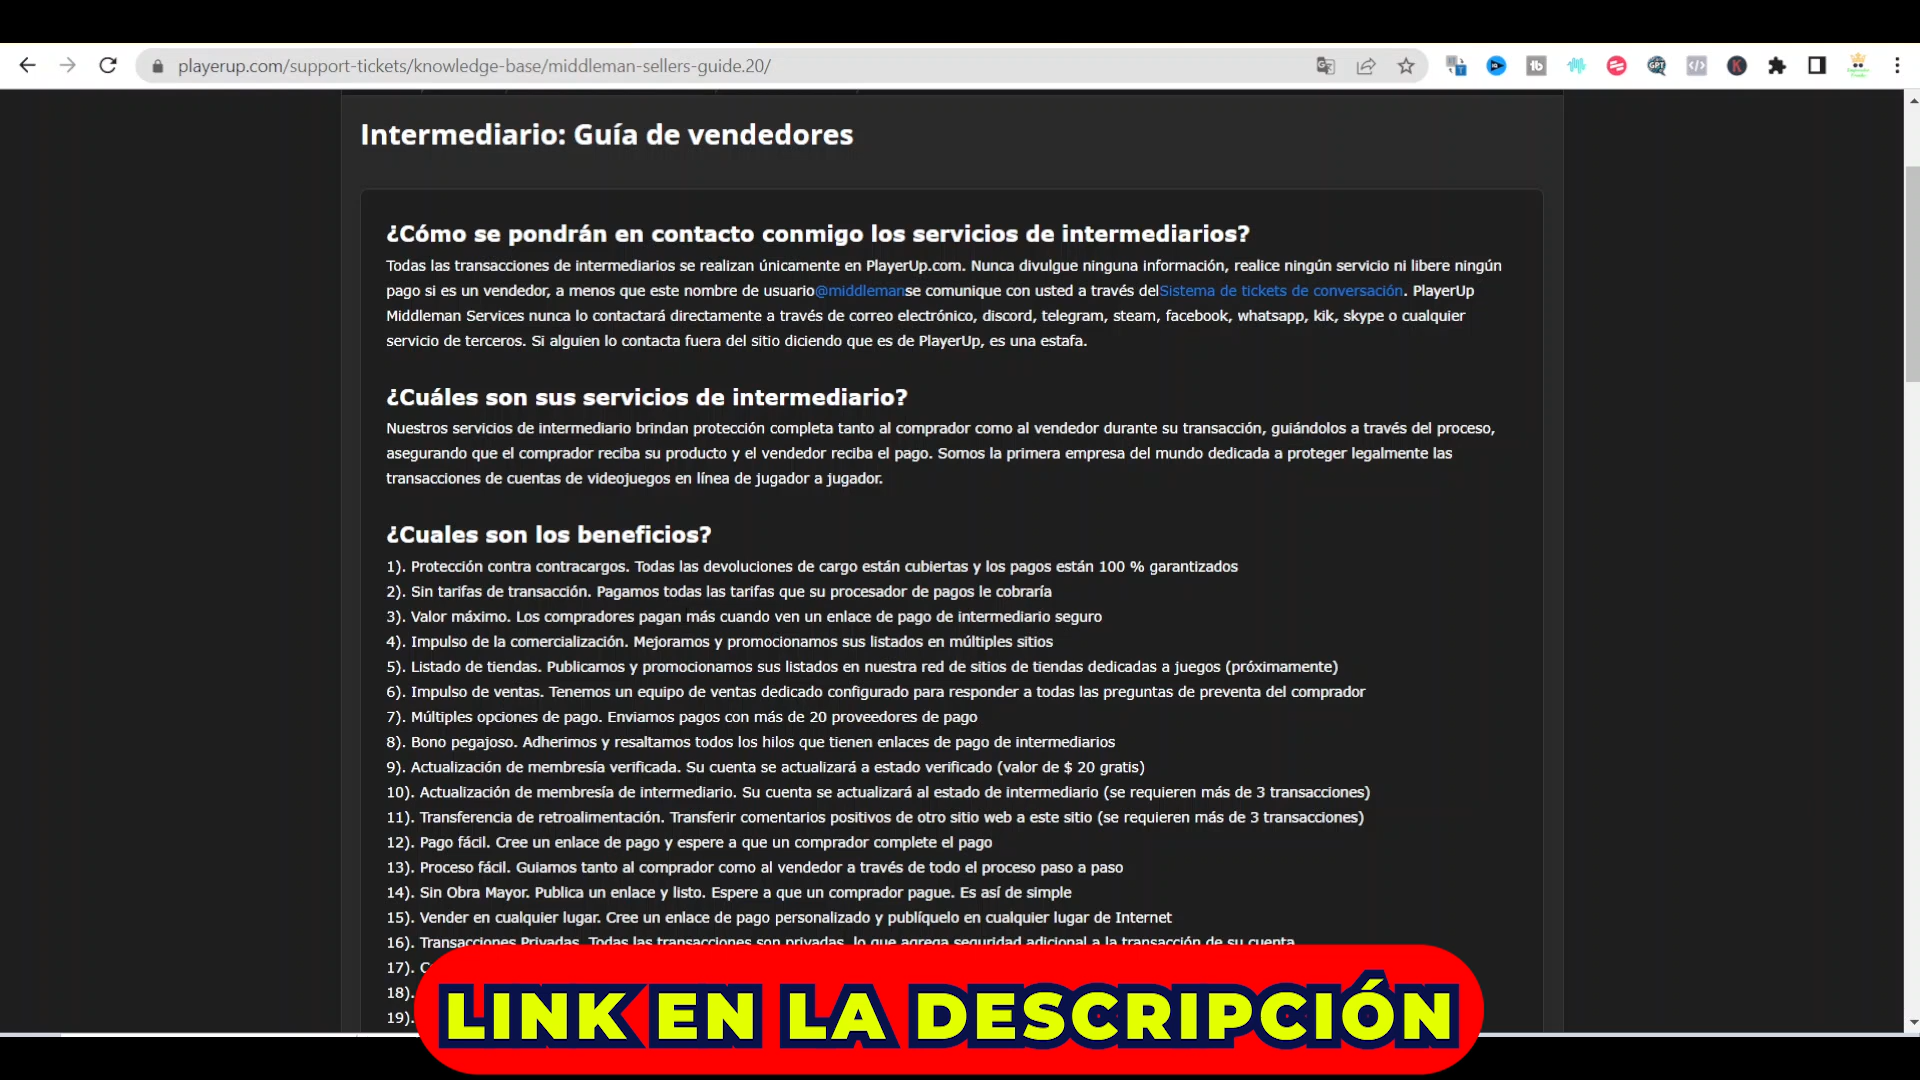 playerup.com/support-tickets/knowledge-base/middleman-sellers-guide.20/
Intermediario: Guía de vendedores
¿Cómo se pondrán en contacto conmigo los servicios de intermediarios?
Todas las transacciones de intermediarios se realizan únicamente en PlayerUp.com. Nunca divulgue ninguna información, realice ningún servicio ni libere ningún
pago si es un vendedor, a menos que este nombre de usuario@middlemanse comunique con usted a través delSistema de tickets de conversación. PlayerUp
Middleman Services nunca lo contactará directamente a través de correo electrónico, discord, telegram, steam, facebook, whatsapp, kik, skype o cualquier
servicio de terceros. Si alguien lo contacta fuera del sitio diciendo que es de PlayerUp, es una estafa.
¿Cuáles son sus servicios de intermediario?
Nuestros servicios de intermediario brindan protección completa tanto al comprador como al vendedor durante su transacción, guiándolos a través del proceso,
asegurando que el comprador reciba su producto y el vendedor reciba el pago. Somos la primera empresa del mundo dedicada a proteger legalmente las
transacciones de cuentas de videojuegos en línea de jugador a jugador.
¿Cuales son los beneficios?
1). Protección contra contracargos. Todas las devoluciones de cargo están cubiertas y los pagos están 100 % garantizados
2). Sin tarifas de transacción. Pagamos todas las tarifas que su procesador de pagos le cobraría
3). Valor máximo. Los compradores pagan más cuando ven un enlace de pago de intermediario seguro
4). Impulso de la comercialización. Mejoramos y promocionamos sus listados en múltiples sitios
5). Listado de tiendas. Publicamos y promocionamos sus listados en nuestra red de sitios de tiendas dedicadas a juegos (próximamente)
6). Impulso de ventas. Tenemos un equipo de ventas dedicado configurado para responder a todas las preguntas de preventa del comprador
7). Múltiples opciones de pago. Enviamos pagos con más de 20 proveedores de pago
8). Bono pegajoso. Adherimos y resaltamos todos los hilos que tienen enlaces de pago de intermediarios
9). Actualización de membresía verificada. Su cuenta se actualizará a estado verificado (valor de $ 20 gratis)
10). Actualización de membresía de intermediario. Su cuenta se actualizará al estado de intermediario (se requieren más de 3 transacciones)
11). Transferencia de retroalimentación. Transferir comentarios positivos de otro sitio web a este sitio (se requieren más de 3 transacciones)
12). Pago fácil. Cree un enlace de pago y espere a que un comprador complete el pago
13). Proceso fácil. Guiamos tanto al comprador como al vendedor a través de todo el proceso paso a paso
14). Sin Obra Mayor. Publica un enlace y listo. Espere a que un comprador pague. Es así de simple
15). Vender en cualquier lugar. Cree un enlace de pago personalizado y publíquelo en cualquier lugar de Internet
16). Transacciones Privadas. Todas las transacciones son privadas, lo que agrega seguridad adicional a la transacción de su cuenta
17).
18).
19).
LINK EN LA DESCRIPCIÓN